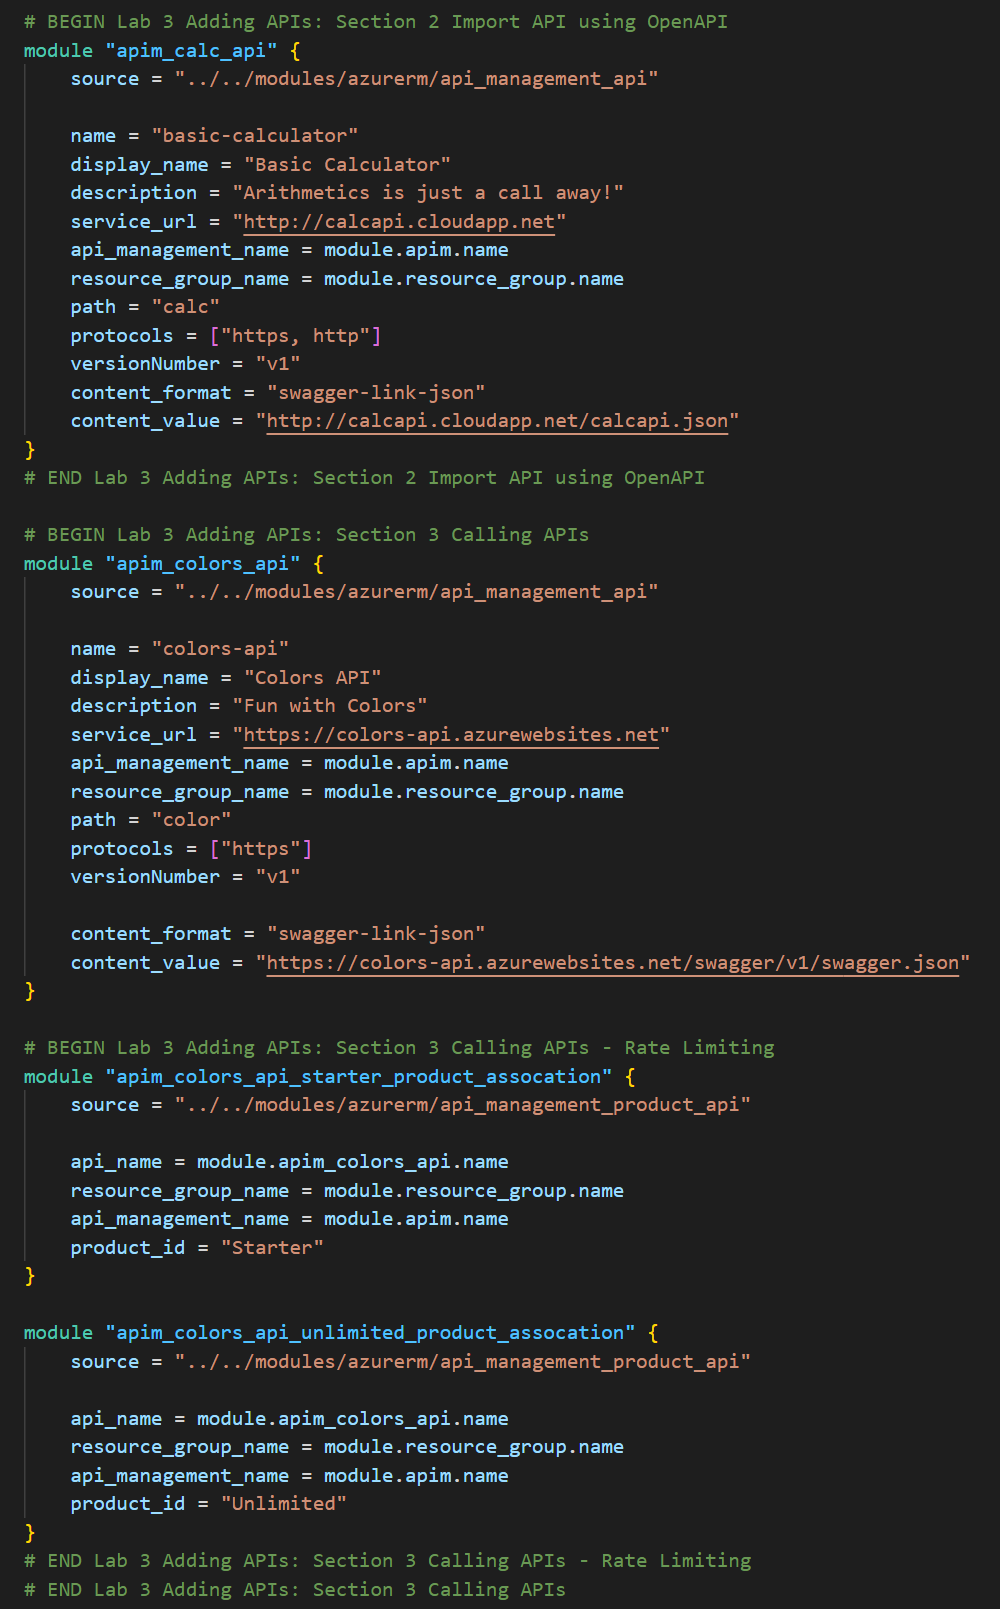 # BEGIN Lab 3 Adding APIs: Section 2 Import API using OpenAPI
module "apim_calc_api" {
    source = "../../modules/azurerm/api_management_api"

    name = "basic-calculator"
    display_name = "Basic Calculator"
    description = "Arithmetics is just a call away!"
    service_url = "http://calcapi.cloudapp.net"
    api_management_name = module.apim.name
    resource_group_name = module.resource_group.name
    path = "calc"
    protocols = ["https, http"]
    versionNumber = "v1"
    content_format = "swagger-link-json"
    content_value = "http://calcapi.cloudapp.net/calcapi.json"
}
# END Lab 3 Adding APIs: Section 2 Import API using OpenAPI

# BEGIN Lab 3 Adding APIs: Section 3 Calling APIs
module "apim_colors_api" {
    source = "../../modules/azurerm/api_management_api"

    name = "colors-api"
    display_name = "Colors API"
    description = "Fun with Colors"
    service_url = "https://colors-api.azurewebsites.net"
    api_management_name = module.apim.name
    resource_group_name = module.resource_group.name
    path = "color"
    protocols = ["https"]
    versionNumber = "v1"

    content_format = "swagger-link-json"
    content_value = "https://colors-api.azurewebsites.net/swagger/v1/swagger.json"
}

# BEGIN Lab 3 Adding APIs: Section 3 Calling APIs - Rate Limiting
module "apim_colors_api_starter_product_assocation" {
    source = "../../modules/azurerm/api_management_product_api"

    api_name = module.apim_colors_api.name
    resource_group_name = module.resource_group.name
    api_management_name = module.apim.name
    product_id = "Starter"
}

module "apim_colors_api_unlimited_product_assocation" {
    source = "../../modules/azurerm/api_management_product_api"

    api_name = module.apim_colors_api.name
    resource_group_name = module.resource_group.name
    api_management_name = module.apim.name
    product_id = "Unlimited"
}
# END Lab 3 Adding APIs: Section 3 Calling APIs - Rate Limiting
# END Lab 3 Adding APIs: Section 3 Calling APIs